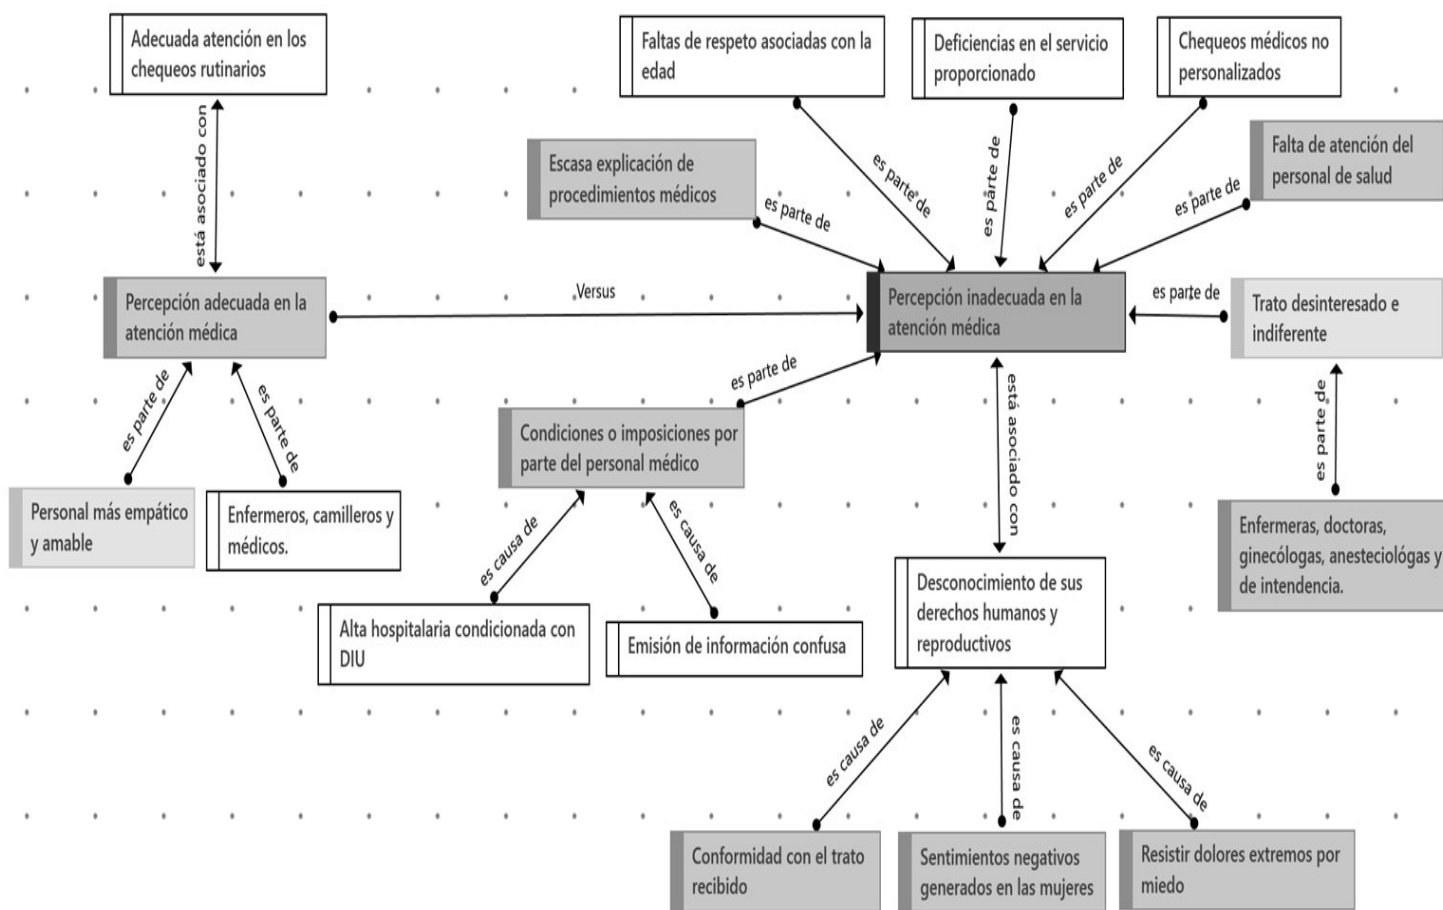 Adecuada atención en los
chequeos rutinarios
Faltas de respeto asociadas con la
edad
Deficiencias en el servicio
proporcionado
Chequeos médicos no
personalizados
Escasa explicación de
procedimientos médicos
Falta de atención del
personal de salud
está asociado con
es parte de
es parte de
es parte de
es parte de
es parte de
Percepción adecuada en la
atención médica
Versus
Percepción inadecuada en la
atención médica
es parte de
Trato desinteresado e
indiferente
es parte de
es parte de
es parte de
Condiciones o imposiciones por
parte del personal médico
está asociado con
es parte de
Personal más empático
y amable
Enfermeros, camilleros y
médicos.
es causa de
es causa de
Enfermeras, doctoras,
ginecólogas, anesteciológas y
de intendencia.
Alta hospitalaria condicionada con
DIU
Emisión de información confusa
Desconocimiento de sus
derechos humanos y
reproductivos
es causa de
es causa de
es causa de
Conformidad con el trato
recibido
Sentimientos negativos
generados en las mujeres
Resistir dolores extremos por
miedo